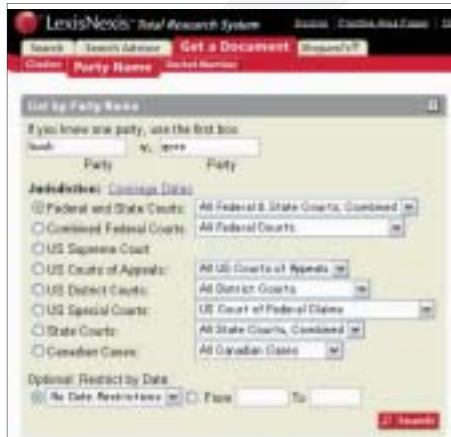 LexisNexis™ Total Research System
Search Search Advisor Get a Document Shepard's®
Citation Party Name Docket Number
Get by Party Name
If you know one party, use the first box.
bush v. gore
Party Party
Jurisdiction: Coverage Dates
Federal and State Courts: All Federal & State Courts, Combined
Combined Federal Courts: All Federal Courts
US Supreme Court
US Courts of Appeals: All US Courts of Appeals
US District Courts: All District Courts
US Special Courts: US Court of Federal Claims
State Courts: All State Courts, Combined
Canadian Cases: All Canadian Cases
Optional: Restrict by Date
No Date Restrictions From To
Search